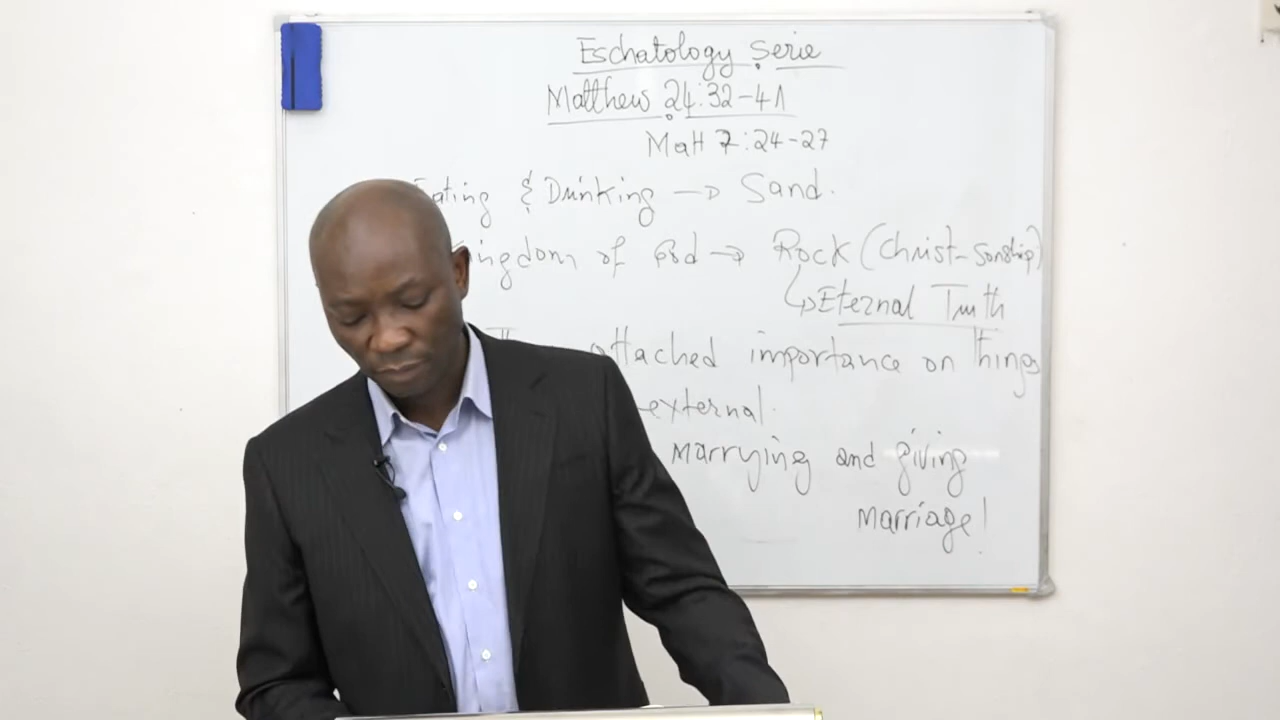 Eschatology Serie
Matthew 24:32-41
Matt 7:24-27
Eating & Drinking → Sand.
ingdom of God → Rock (Christ-Sonship)
↳ Eternal Truth
attached importance on Things
external.
marrying and giving
marriage!